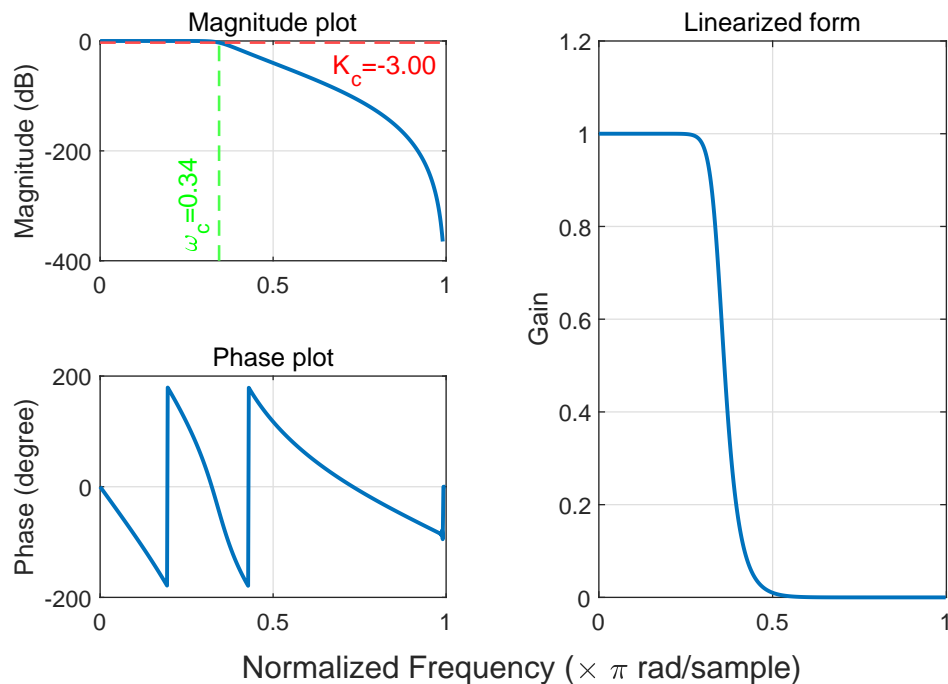 Magnitude plot
Magnitude (dB)
0
-200
-400
K_c=-3.00
ω_c=0.34
0
0.5
1
Phase plot
Phase (degree)
200
0
-200
0
0.5
1
Linearized form
Gain
1.2
1
0.8
0.6
0.4
0.2
0
0
0.5
1
Normalized Frequency (× π rad/sample)